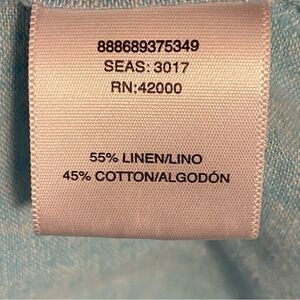 888689375349
SEAS: 3017
RN:42000
55% LINEN/LINO
45% COTTON/ALGODÓN